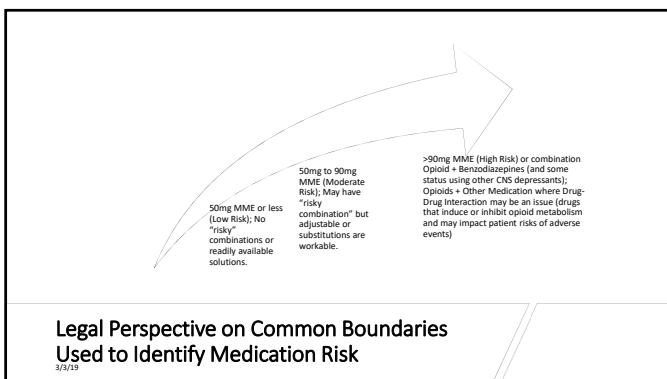 50mg MME or less
(Low Risk); No
“risky”
combinations or
readily available
solutions.
50mg to 90mg
MME (Moderate
Risk); May have
“risky
combination” but
adjustable or
substitutions are
workable.
>90mg MME (High Risk) or combination
Opioid + Benzodiazepines (and some
status using other CNS depressants);
Opioids + Other Medication where Drug-
Drug Interaction may be an issue (drugs
that induce or inhibit opioid metabolism
and may impact patient risks of adverse
events)
Legal Perspective on Common Boundaries
Used to Identify Medication Risk
3/3/19